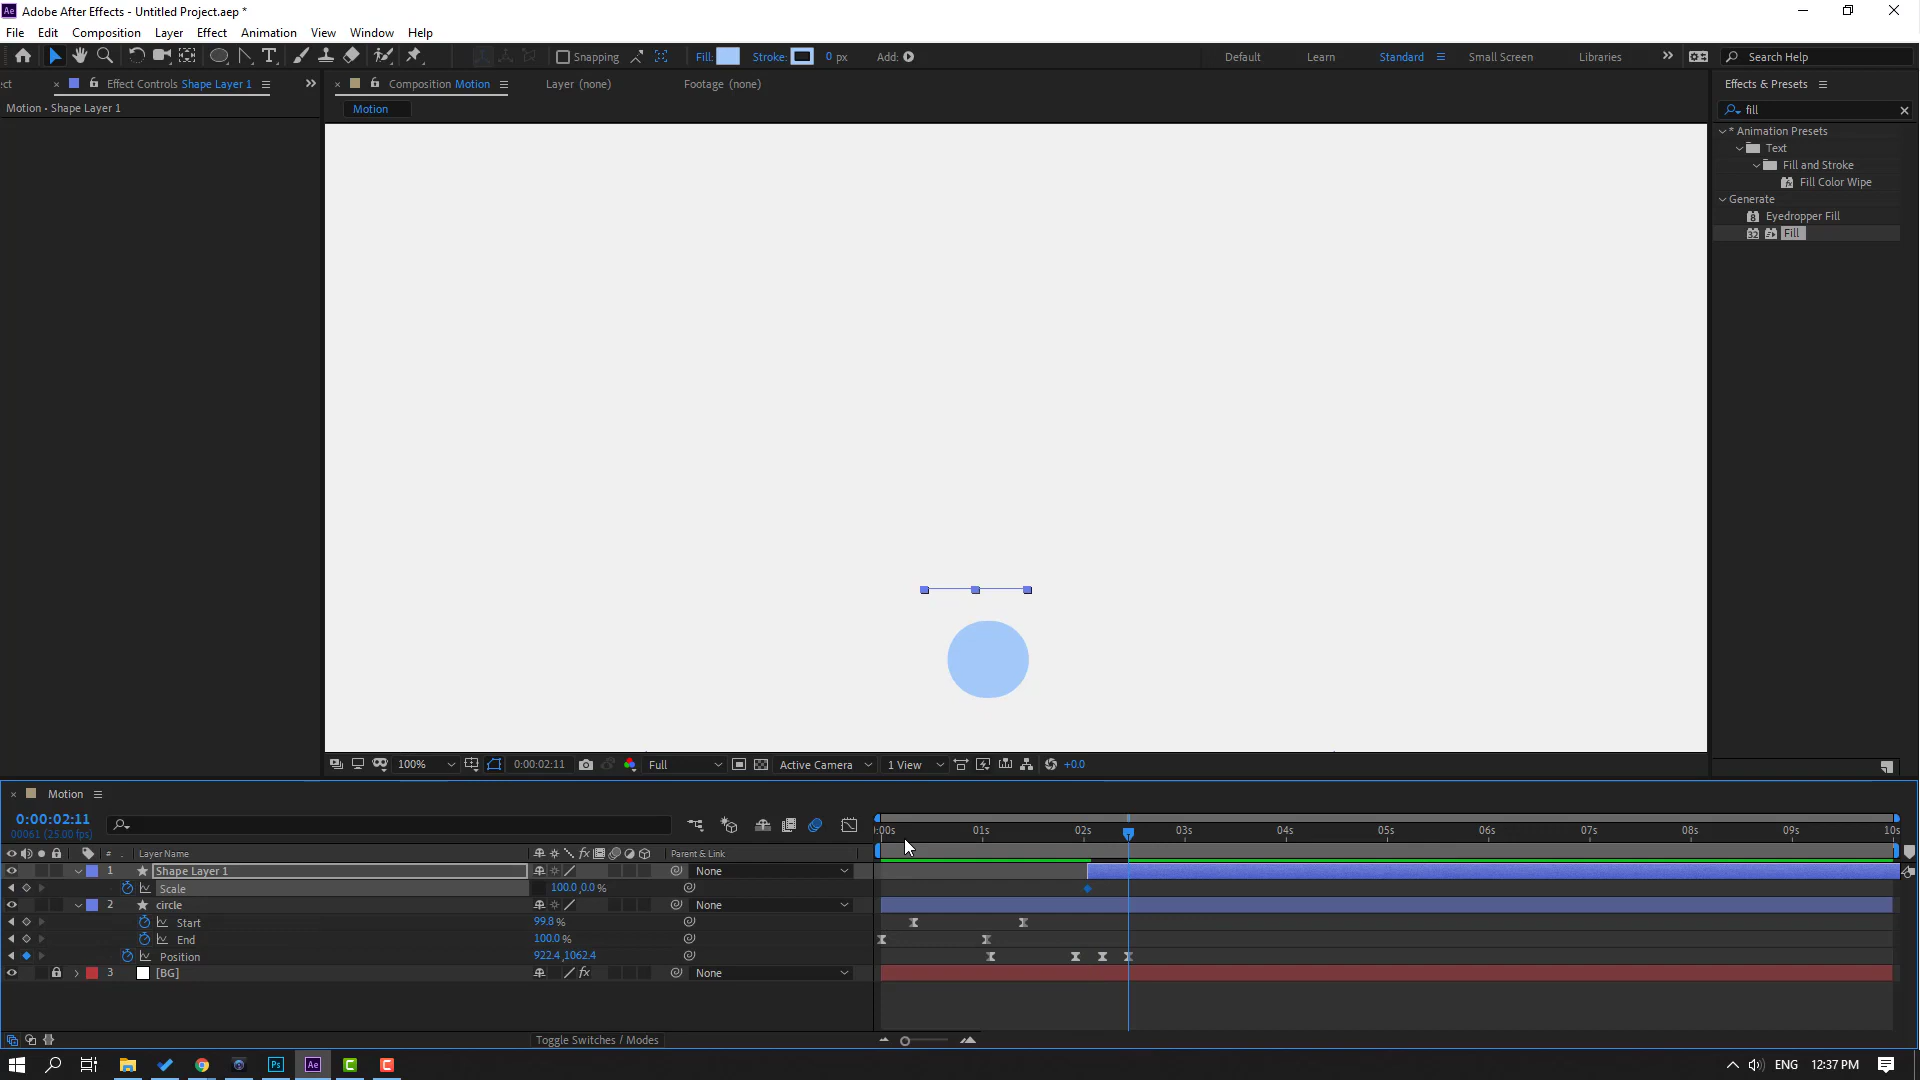 Adobe After Effects - Untitled Project.aep *
File Edit Composition Layer Effect Animation View Window Help
Snapping Fill: Stroke: 0 px Add: Default Learn Standard Small Screen Libraries Search Help
ect Effect Controls Shape Layer 1 Composition Motion Layer (none) Footage (none) Effects & Presets
Motion • Shape Layer 1
Motion
fill
* Animation Presets
Text
Fill and Stroke
Fill Color Wipe
Generate
Eyedropper Fill
Fill
100% 0:00:02:11 Full Active Camera 1 View +0.0
Motion
0:00:02:11
00061 (25.00 fps)
:00s 01s 02s 03s 04s 05s 06s 07s 08s 09s 10s
# Layer Name Parent & Link
1 Shape Layer 1 None
Scale 100.0,0.0 %
2 circle None
Start 99.8 %
End 100.0 %
Position 922.4,1062.4
3 [BG] None
Toggle Switches / Modes
Ps Ae C C ENG 12:37 PM